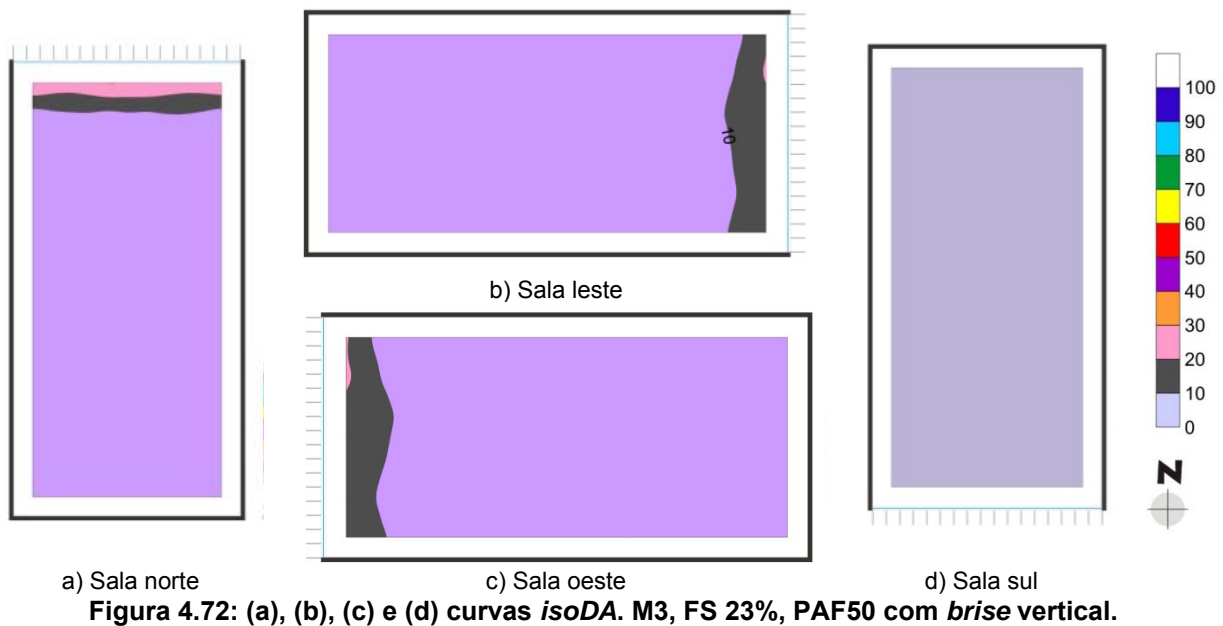 10
b) Sala leste
100
90
80
70
60
50
40
30
20
10
0
N
a) Sala norte
c) Sala oeste
d) Sala sul
Figura 4.72: (a), (b), (c) e (d) curvas isoDA. M3, FS 23%, PAF50 com brise vertical.